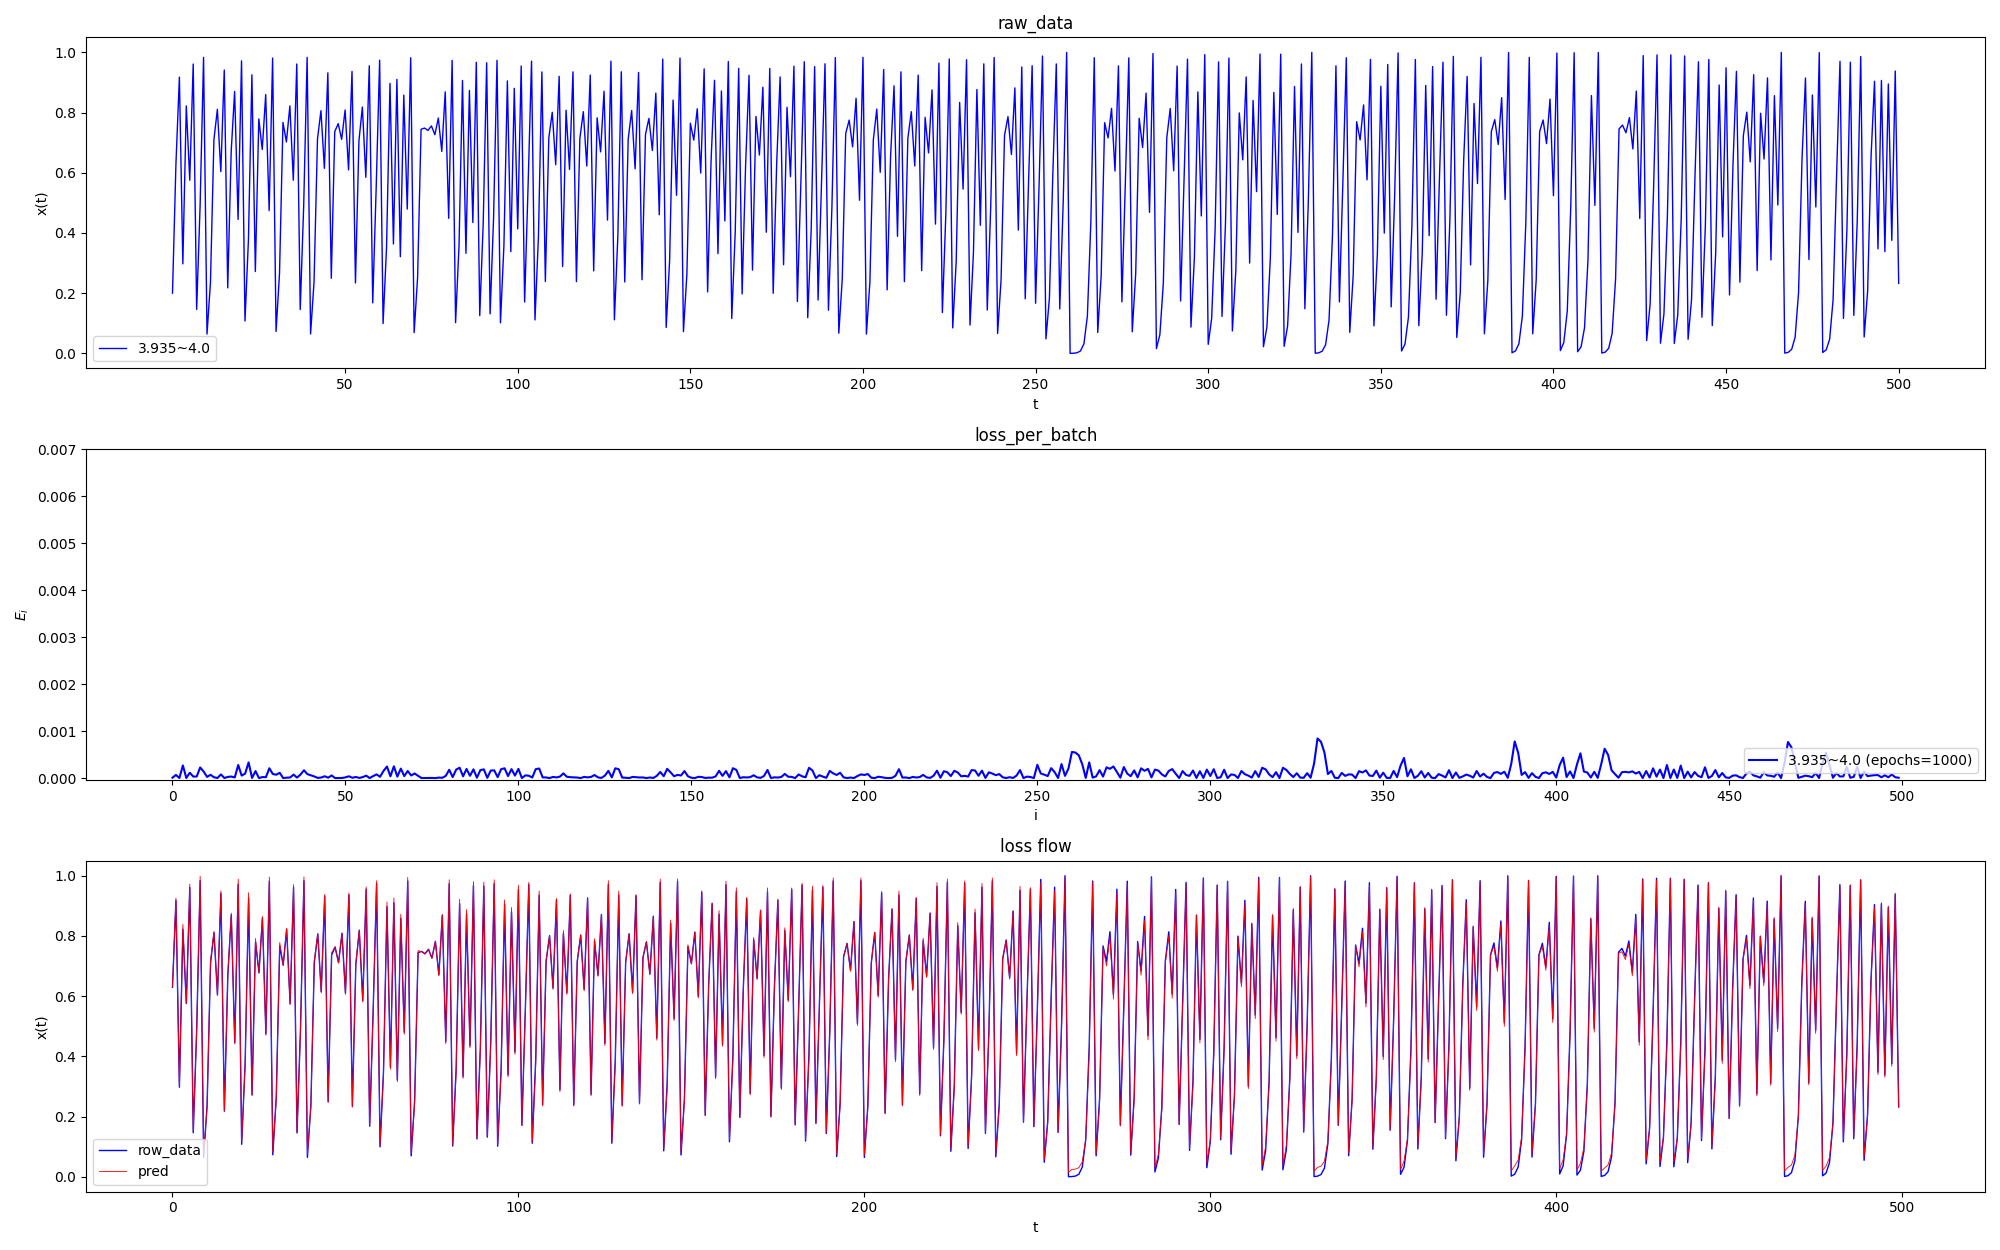 raw_data
1.0
0.8
0.6
0.4
0.2
0.0
x(t)
3.935~4.0
50 100 150 200 250 300 350 400 450 500
t
loss_per_batch
0.007
0.006
0.005
0.004
0.003
0.002
0.001
0.000
E_i
3.935~4.0 (epochs=1000)
0 50 100 150 200 250 300 350 400 450 500
i
loss flow
1.0
0.8
0.6
0.4
0.2
0.0
x(t)
row_data
pred
0 100 200 300 400 500
t